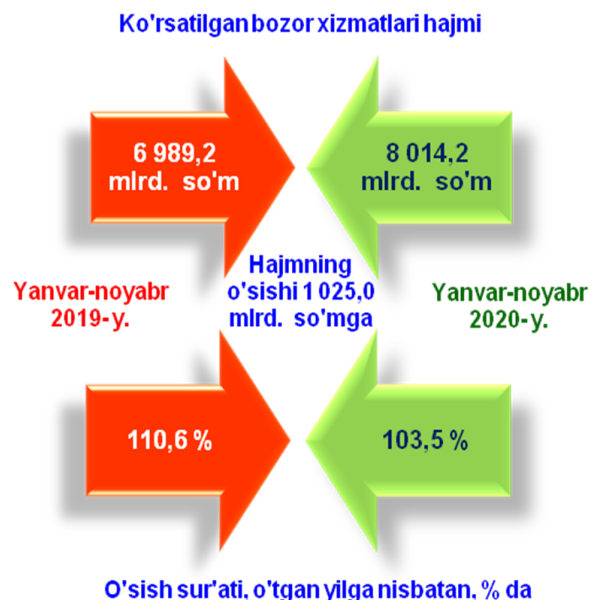 Ko'rsatilgan bozor xizmatlari hajmi
6 989,2
mlrd. so'm
8 014,2
mlrd. so'm
Hajmning
o'sishi 1 025,0
mlrd. so'mga
Yanvar-noyabr
2019-y.
Yanvar-noyabr
2020-y.
110,6 %
103,5 %
O'sish sur'ati, o'tgan yilga nisbatan, % da